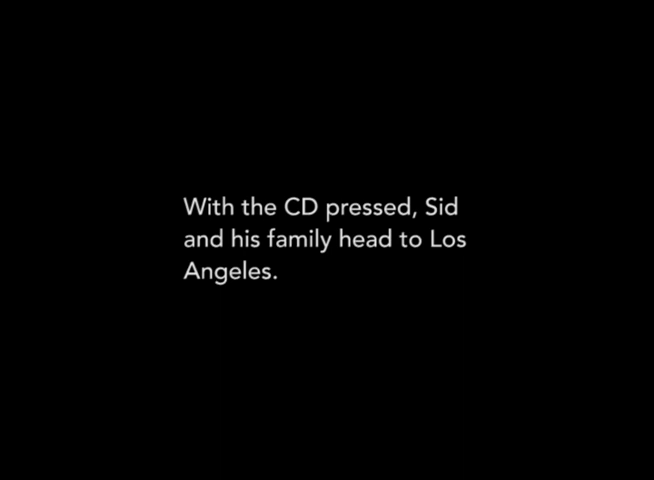 With the CD pressed, Sid
and his family head to Los
Angeles.